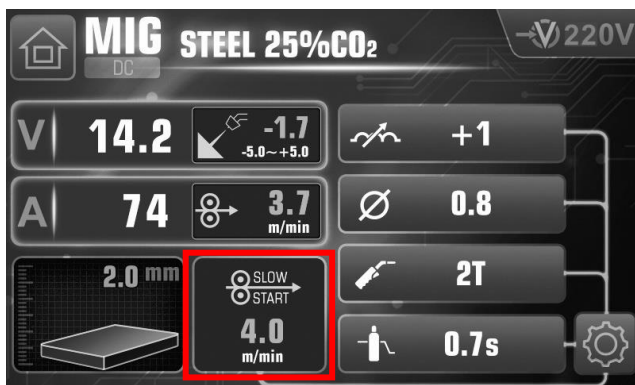 MIG STEEL 25%CO₂
DC
220V
V 14.2 -1.7
-5.0~+5.0
+1
A 74 3.7
m/min
0.8
2.0 mm
SLOW
START
4.0
m/min
2T
0.7s